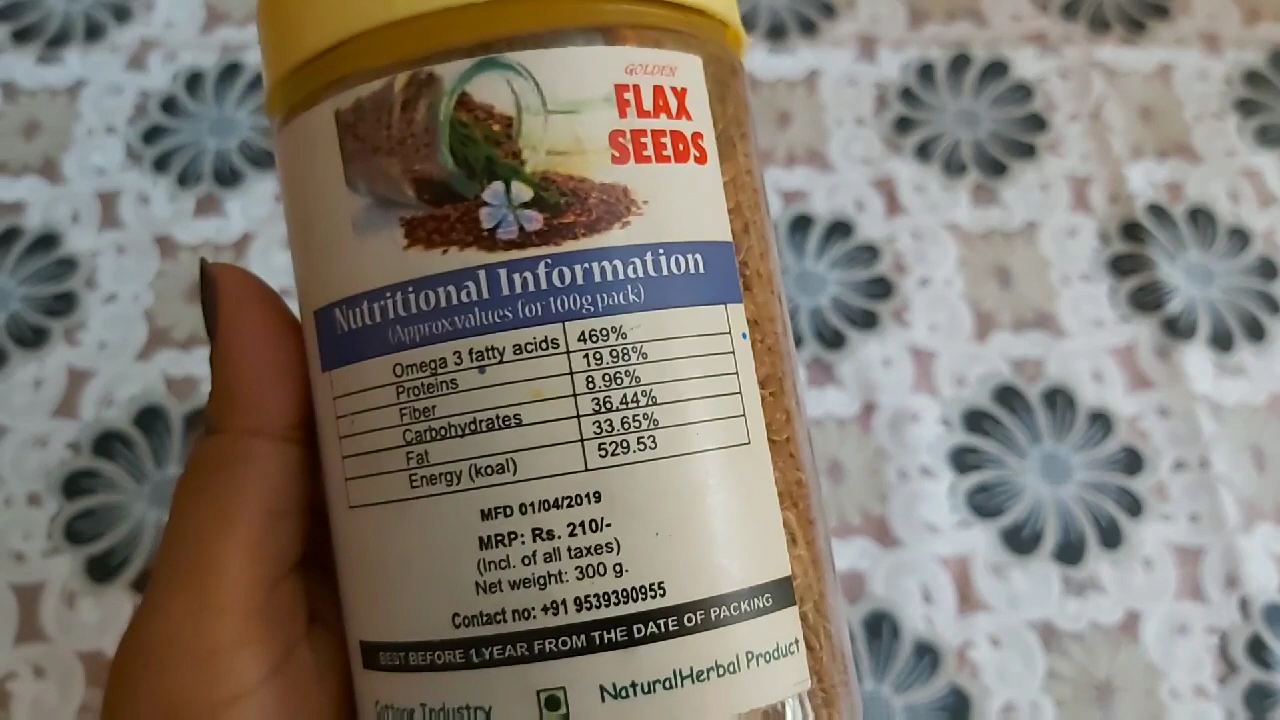 GOLDEN
FLAX
SEEDS
Nutritional Information
(Approxvalues for 100g pack)
Omega 3 fatty acids 469%
Proteins 19.98%
Fiber 8.96%
Carbohydrates 36.44%
Fat 33.65%
Energy (koal) 529.53
MFD 01/04/2019
MRP: Rs. 210/-
(Incl. of all taxes)
Net weight: 300 g.
Contact no: +91 9539390955
BEST BEFORE 1 YEAR FROM THE DATE OF PACKING
Industry NaturalHerbal Product